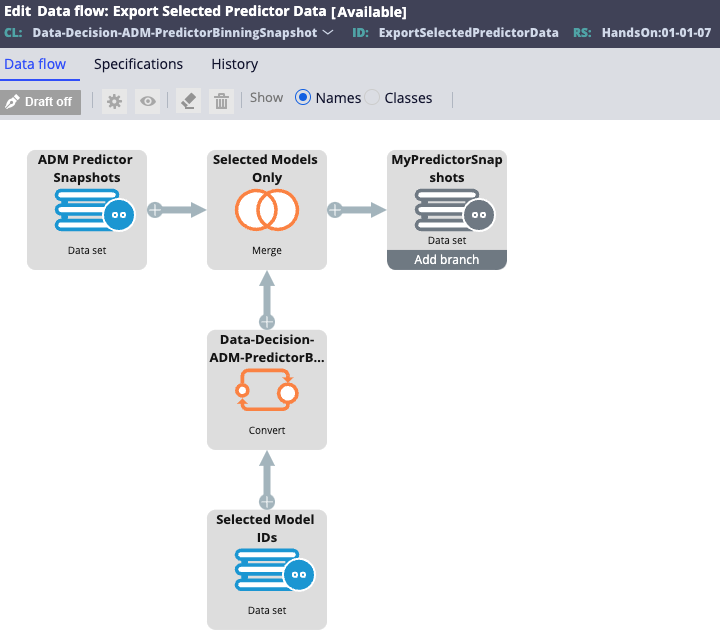 Edit Data flow: Export Selected Predictor Data [Available]
CL: Data-Decision-ADM-PredictorBinningSnapshot ID: ExportSelectedPredictorData RS: HandsOn:01-01-07
Data flow Specifications History
Draft off Show Names Classes
ADM Predictor
Snapshots
Data set
Selected Models
Only
Merge
MyPredictorSnap
shots
Data set
Add branch
Data-Decision-
ADM-PredictorB...
Convert
Selected Model
IDs
Data set